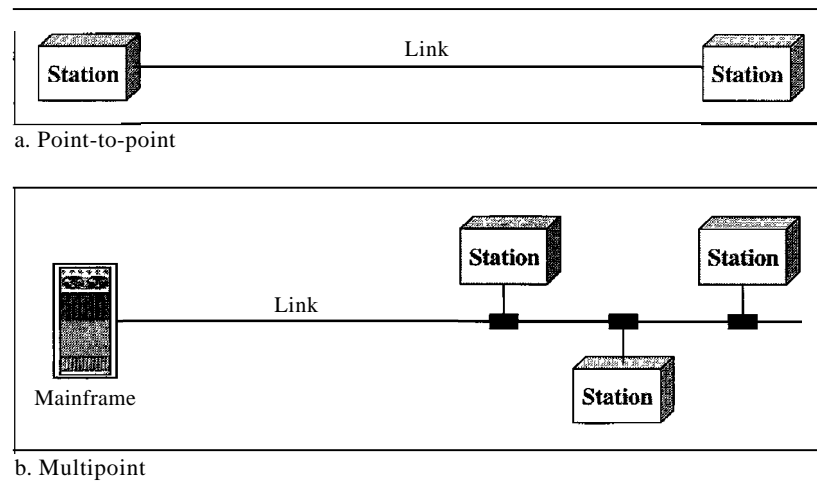 Link
Station
Station
a. Point-to-point
Station
Station
Link
Station
Mainframe
b. Multipoint